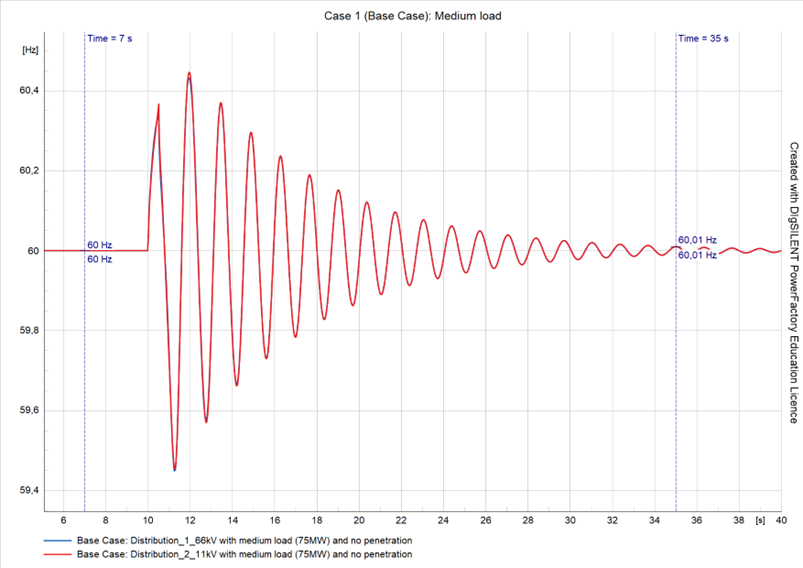 Case 1 (Base Case): Medium load
[Hz]
Time = 7 s
Time = 35 s
60,4
60,2
60
59,8
59,6
59,4
60 Hz
60 Hz
60,01 Hz
60,01 Hz
6 8 10 12 14 16 18 20 22 24 26 28 30 32 34 36 [s] 38 40
Base Case: Distribution_1_66kV with medium load (75MW) and no penetration
Base Case: Distribution_2_11kV with medium load (75MW) and no penetration
Created with DIgSILENT PowerFactory Education Licence